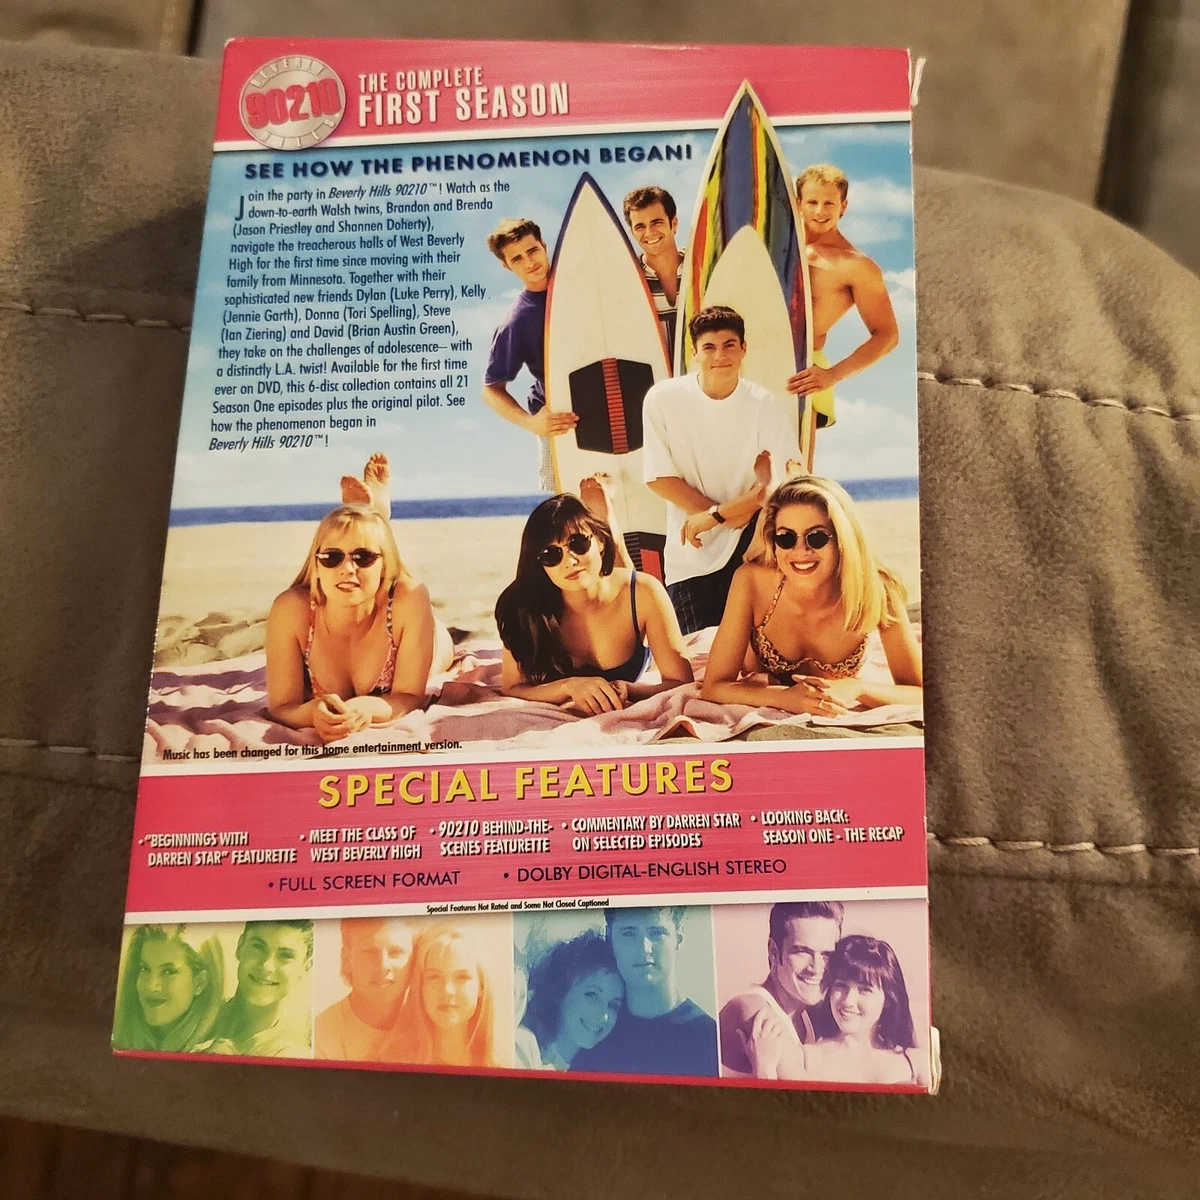 BEVERLY
90210
HILLS
THE COMPLETE
FIRST SEASON
SEE HOW THE PHENOMENON BEGAN!
Join the party in Beverly Hills 90210™! Watch as the
down-to-earth Walsh twins, Brandon and Brenda
(Jason Priestley and Shannen Doherty),
navigate the treacherous halls of West Beverly
High for the first time since moving with their
family from Minnesota. Together with their
sophisticated new friends Dylan (Luke Perry), Kelly
(Jennie Garth), Donna (Tori Spelling), Steve
(Ian Ziering) and David (Brian Austin Green),
they take on the challenges of adolescence—with
a distinctly L.A. twist! Available for the first time
ever on DVD, this 6-disc collection contains all 21
Season One episodes plus the original pilot. See
how the phenomenon began in
Beverly Hills 90210™!
Music has been changed for this home entertainment version.
SPECIAL FEATURES
• "BEGINNINGS WITH
DARREN STAR" FEATURETTE
• MEET THE CLASS OF
WEST BEVERLY HIGH
• 90210 BEHIND-THE-
SCENES FEATURETTE
• COMMENTARY BY DARREN STAR
ON SELECTED EPISODES
• LOOKING BACK:
SEASON ONE - THE RECAP
• FULL SCREEN FORMAT
• DOLBY DIGITAL-ENGLISH STEREO
Special Features Not Rated and Some Not Closed Captioned